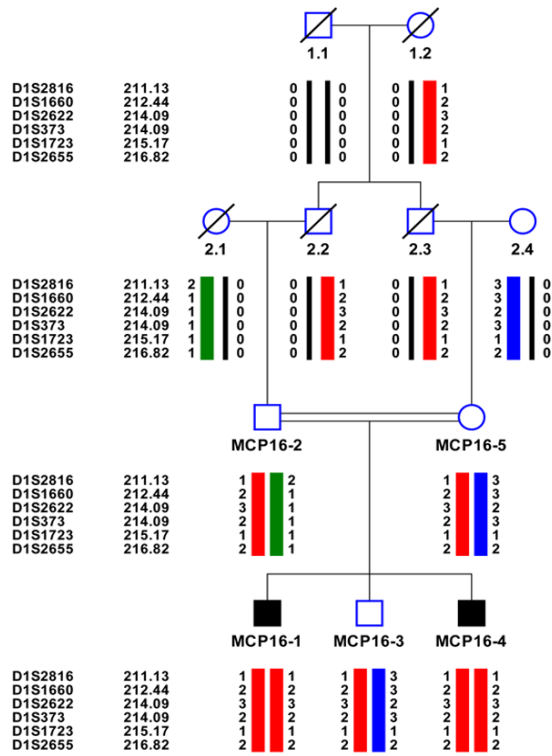 1.1 1.2
D1S2816 211.13 0 0 0 1
D1S1660 212.44 0 0 0 2
D1S2622 214.09 0 0 0 3
D1S373 214.09 0 0 0 2
D1S1723 215.17 0 0 0 1
D1S2655 216.82 0 0 0 2
2.1 2.2 2.3 2.4
D1S2816 211.13 2 0 0 1 0 1 3 0
D1S1660 212.44 1 0 0 2 0 2 3 0
D1S2622 214.09 1 0 0 3 0 3 2 0
D1S373 214.09 1 0 0 2 0 2 3 0
D1S1723 215.17 1 0 0 1 0 1 1 0
D1S2655 216.82 1 0 0 2 0 2 2 0
MCP16-2 MCP16-5
D1S2816 211.13 1 2 1 3
D1S1660 212.44 2 1 2 3
D1S2622 214.09 3 1 3 2
D1S373 214.09 2 1 2 3
D1S1723 215.17 1 1 1 1
D1S2655 216.82 2 1 2 2
MCP16-1 MCP16-3 MCP16-4
D1S2816 211.13 1 1 1 3 1 1
D1S1660 212.44 2 2 2 3 2 2
D1S2622 214.09 3 3 3 2 3 3
D1S373 214.09 2 2 2 3 2 2
D1S1723 215.17 1 1 1 1 1 1
D1S2655 216.82 2 2 2 2 2 2